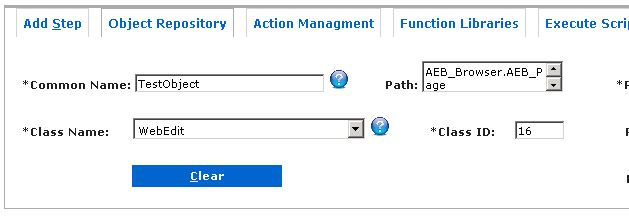 Add Step Object Repository Action Managment Function Libraries Execute Scri
*Common Name: TestObject ? Path: AEB_Browser.AEB_P
age
*Class Name: WebEdit ? *Class ID: 16
Clear